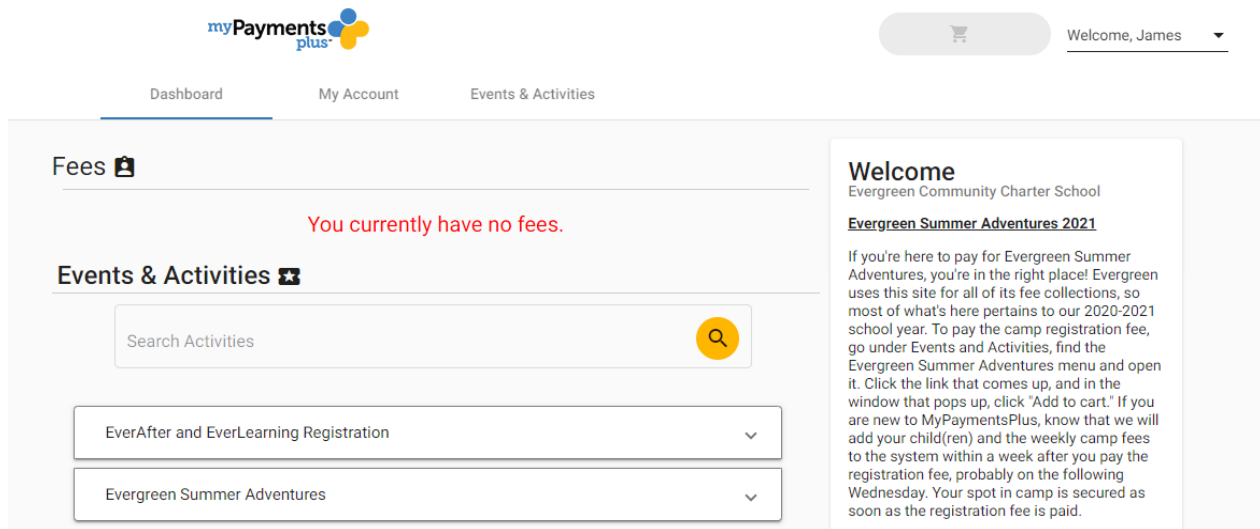 myPayments
plus
Welcome, James
Dashboard
My Account
Events & Activities
Fees
You currently have no fees.
Events & Activities
Search Activities
EverAfter and EverLearning Registration
Evergreen Summer Adventures
Welcome
Evergreen Community Charter School
Evergreen Summer Adventures 2021
If you're here to pay for Evergreen Summer
Adventures, you're in the right place! Evergreen
uses this site for all of its fee collections, so
most of what's here pertains to our 2020-2021
school year. To pay the camp registration fee,
go under Events and Activities, find the
Evergreen Summer Adventures menu and open
it. Click the link that comes up, and in the
window that pops up, click "Add to cart." If you
are new to MyPaymentsPlus, know that we will
add your child(ren) and the weekly camp fees
to the system within a week after you pay the
registration fee, probably on the following
Wednesday. Your spot in camp is secured as
soon as the registration fee is paid.